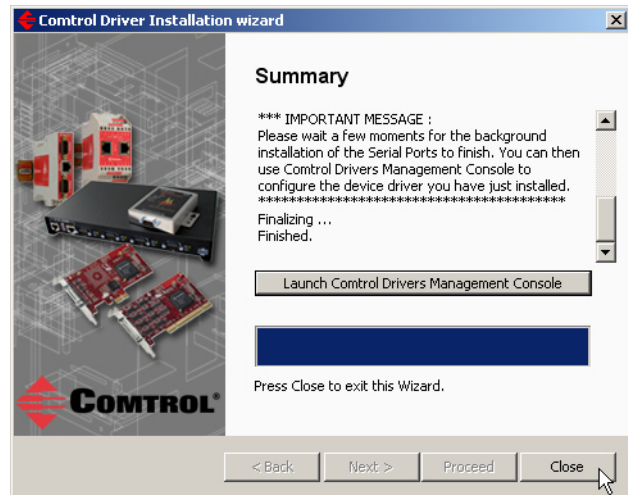 Comtrol Driver Installation wizard
Summary
*** IMPORTANT MESSAGE :
Please wait a few moments for the background
installation of the Serial Ports to finish. You can then
use Comtrol Drivers Management Console to
configure the device driver you have just installed.
******************************************
Finalizing ...
Finished.
Launch Comtrol Drivers Management Console
Press Close to exit this Wizard.
COMTROL®
< Back
Next >
Proceed
Close